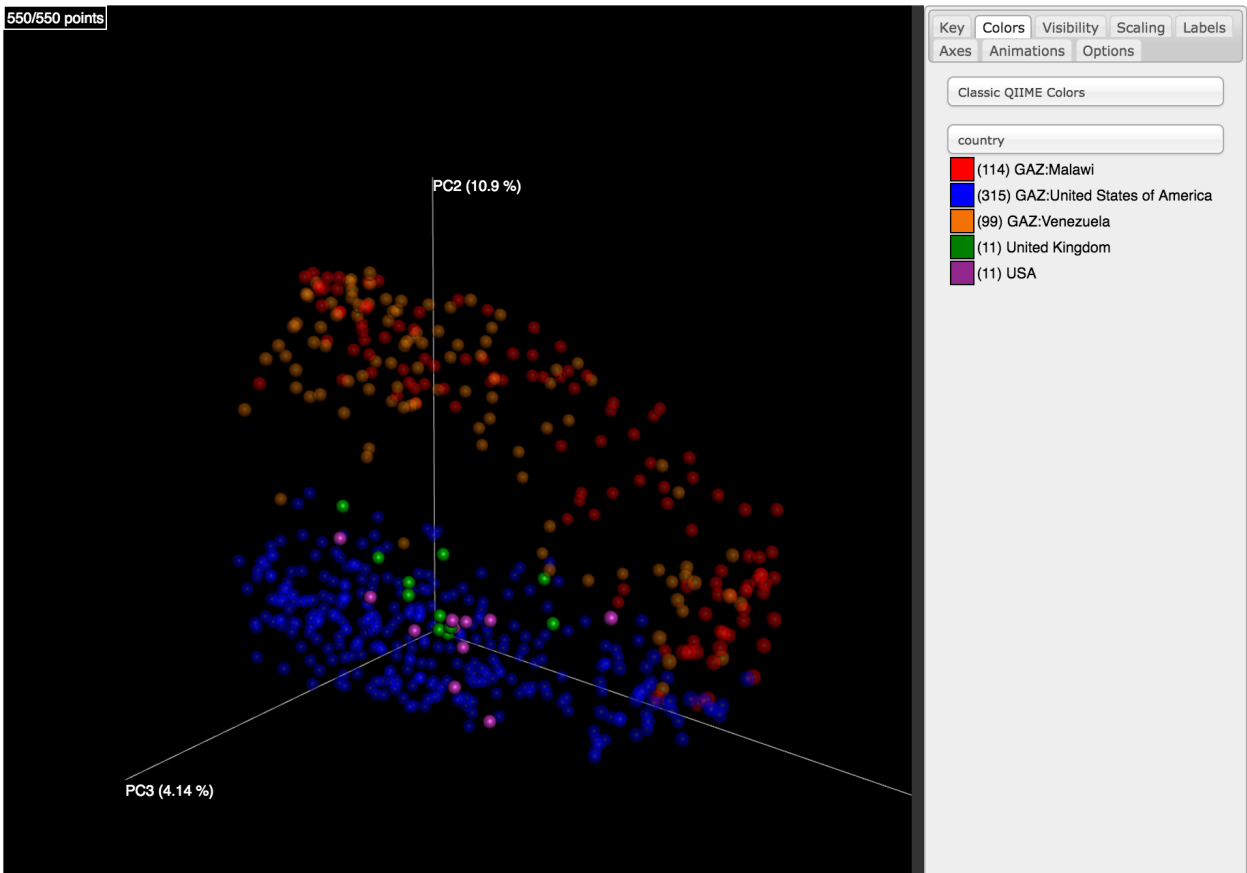 550/550 points
PC2 (10.9 %)
PC3 (4.14 %)
Key Colors Visibility Scaling Labels
Axes Animations Options
Classic QIIME Colors
country
(114) GAZ:Malawi
(315) GAZ:United States of America
(99) GAZ:Venezuela
(11) United Kingdom
(11) USA